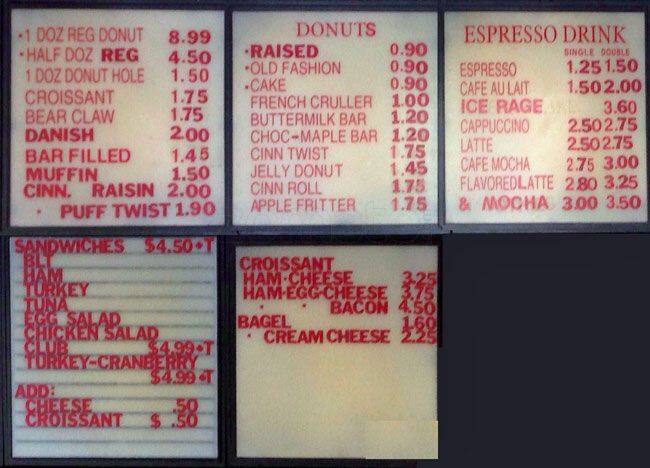 •1 DOZ REG DONUT 8.99
•HALF DOZ REG 4.50
1 DOZ DONUT HOLE 1.50
CROISSANT 1.75
BEAR CLAW 1.75
DANISH 2.00
BAR FILLED 1.45
MUFFIN 1.50
CINN. RAISIN 2.00
• PUFF TWIST 1.90
DONUTS
•RAISED 0.90
•OLD FASHION 0.90
•CAKE 0.90
FRENCH CRULLER 1.00
BUTTERMILK BAR 1.20
CHOC-MAPLE BAR 1.20
CINN TWIST 1.75
JELLY DONUT 1.45
CINN ROLL 1.75
APPLE FRITTER 1.75
ESPRESSO DRINK
SINGLE DOUBLE
ESPRESSO 1.25 1.50
CAFE AU LAIT 1.50 2.00
ICE RAGE 3.60
CAPPUCCINO 2.50 2.75
LATTE 2.50 2.75
CAFE MOCHA 2.75 3.00
FLAVORED LATTE 2.80 3.25
& MOCHA 3.00 3.50
SANDWICHES $4.50+T
BLT
HAM
TURKEY
TUNA
EGG SALAD
CHICKEN SALAD
CLUB $4.99+T
TURKEY-CRANBERRY
$4.99+T
ADD:
CHEESE .50
CROISSANT $ .50
CROISSANT
HAM-CHEESE 3.25
HAM-EGG-CHEESE 3.75
• • BACON 4.50
BAGEL 1.60
• CREAM CHEESE 2.25